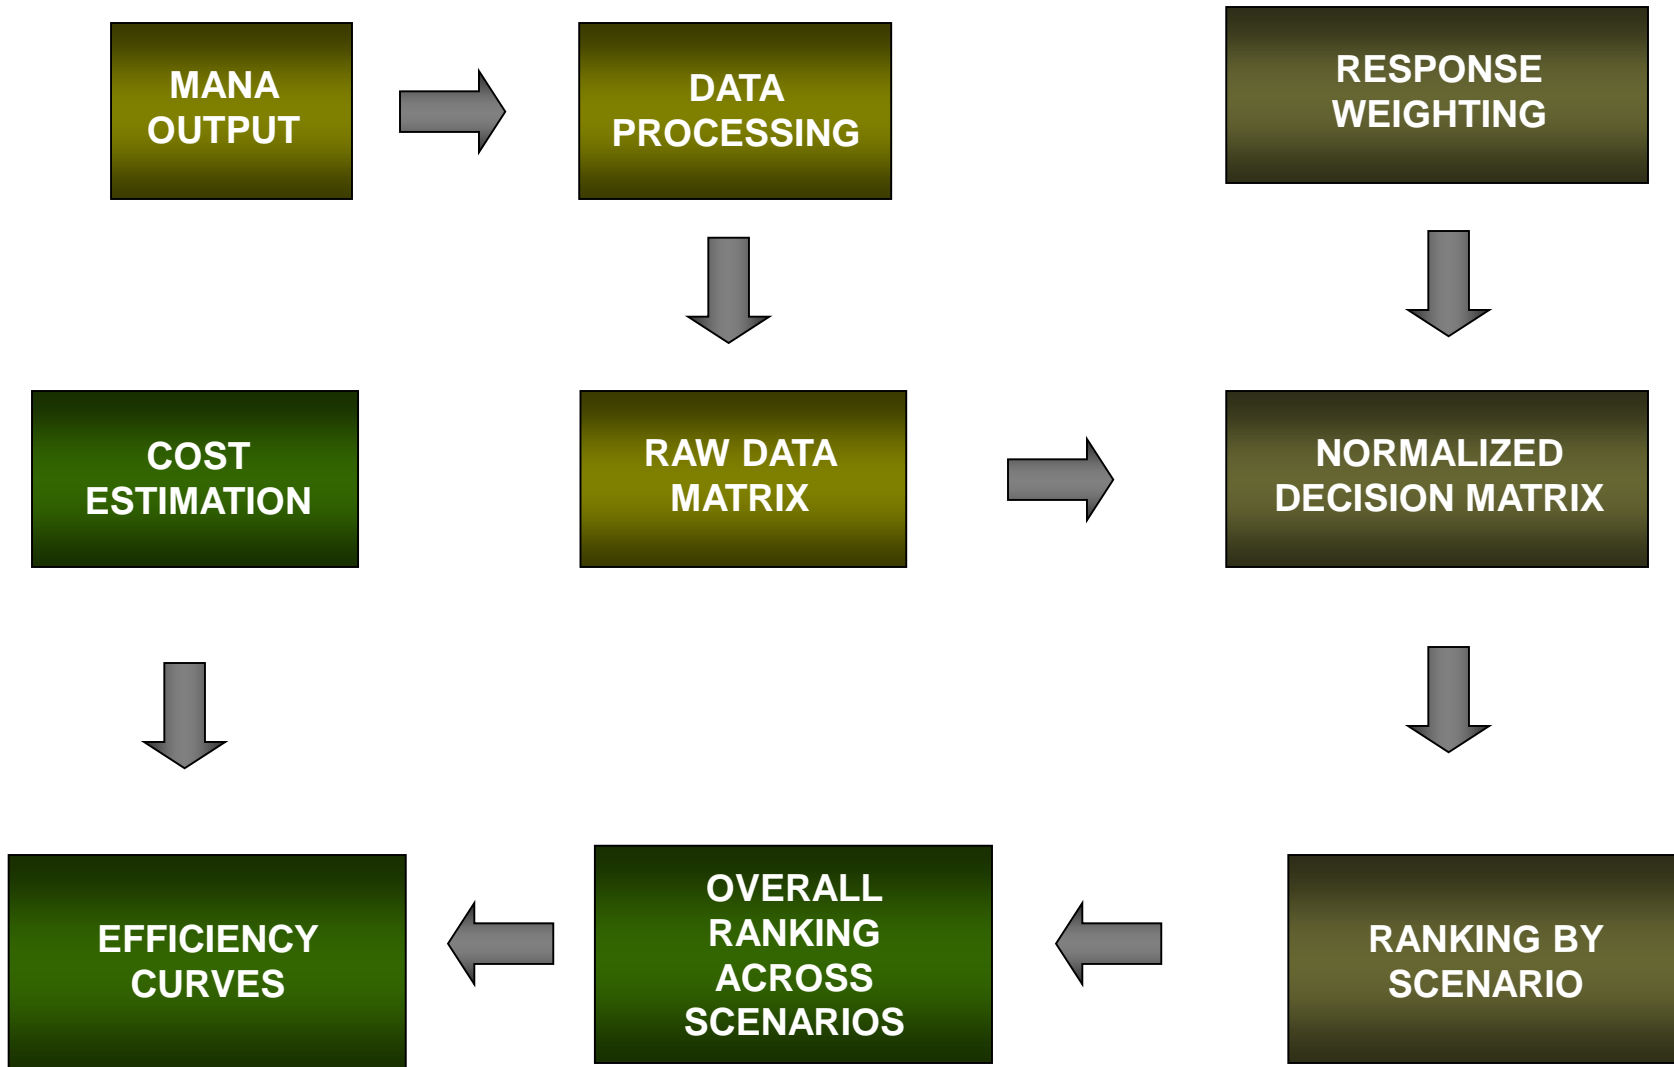 MANA
OUTPUT
DATA
PROCESSING
RESPONSE
WEIGHTING
COST
ESTIMATION
RAW DATA
MATRIX
NORMALIZED
DECISION MATRIX
EFFICIENCY
CURVES
OVERALL
RANKING
ACROSS
SCENARIOS
RANKING BY
SCENARIO